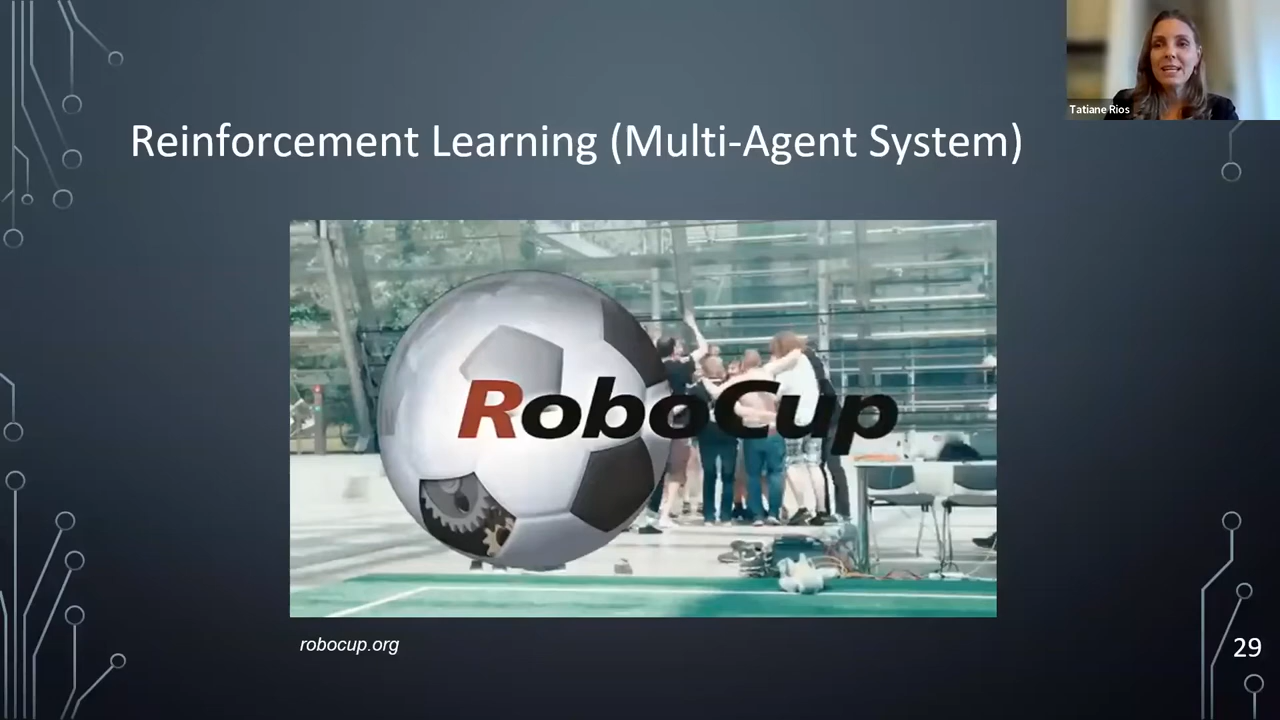 Tatiane Rios
Reinforcement Learning (Multi-Agent System)
RoboCup
robocup.org
29